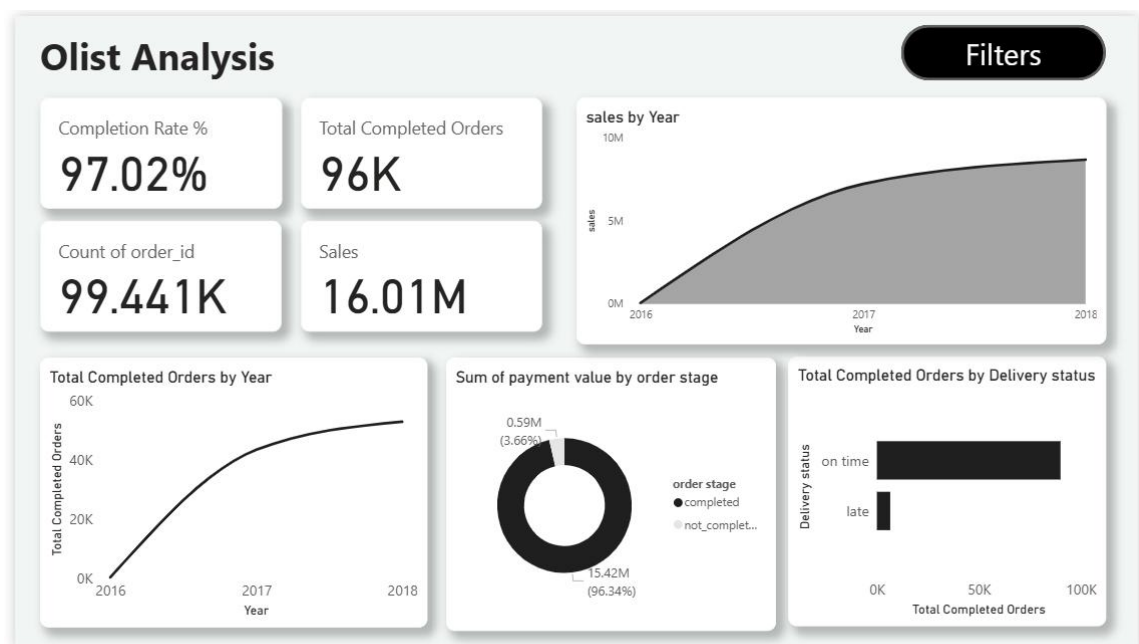 Olist Analysis
Filters
Completion Rate %
97.02%
Total Completed Orders
96K
Count of order_id
99.441K
Sales
16.01M
sales by Year
10M
5M
0M
sales
2016
2017
2018
Year
Total Completed Orders by Year
60K
40K
20K
0K
Total Completed Orders
2016
2017
2018
Year
Sum of payment value by order stage
0.59M
(3.66%)
15.42M
(96.34%)
order stage
completed
not_complet...
Total Completed Orders by Delivery status
Delivery status
on time
late
0K
50K
100K
Total Completed Orders